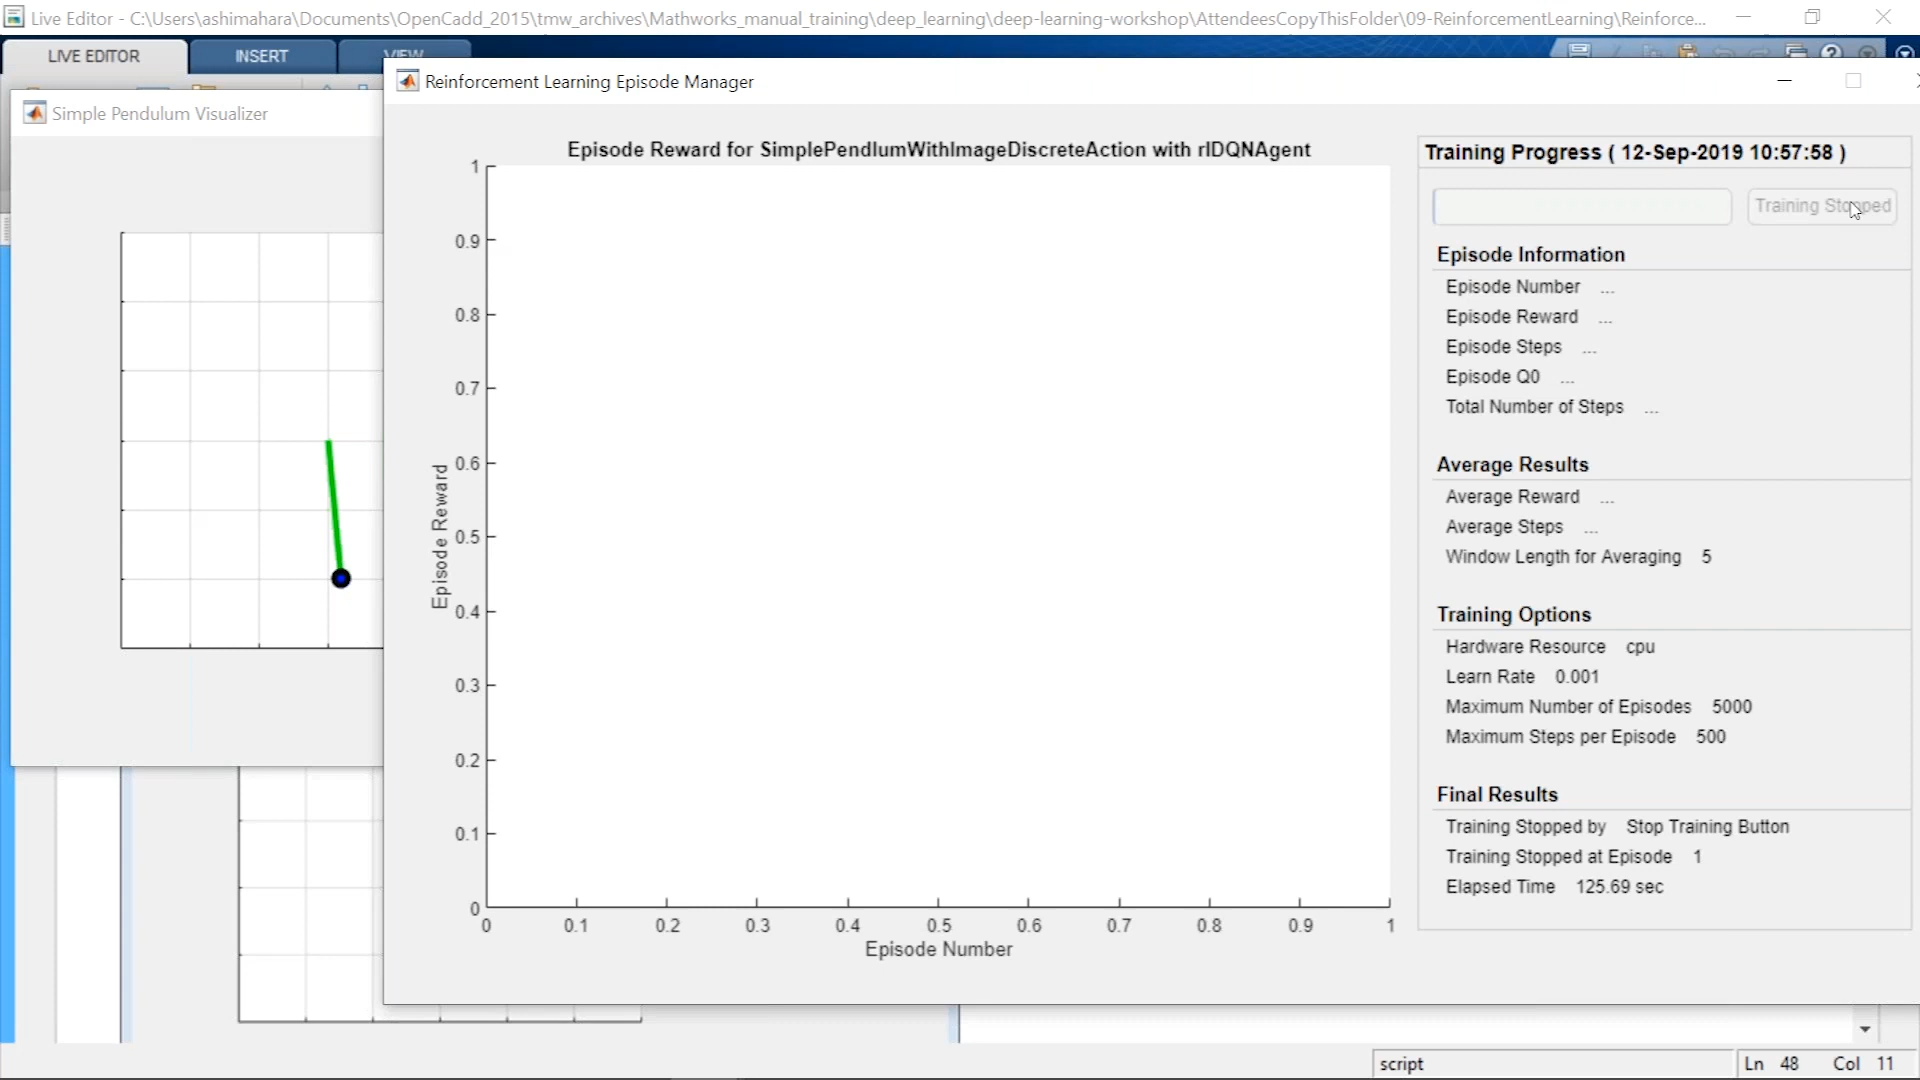 Live Editor - C:\Users\ashimahara\Documents\OpenCadd_2015\tmw_archives\Mathworks_manual_training\deep_learning\deep-learning-workshop\AttendeesCopyThisFolder\09-ReinforcementLearning\Reinforce...
LIVE EDITOR
INSERT
VIEW
Simple Pendulum Visualizer
Reinforcement Learning Episode Manager
Episode Reward for SimplePendlumWithImageDiscreteAction with rlDQNAgent
1
0.9
0.8
0.7
0.6
0.5
0.4
0.3
0.2
0.1
0
Episode Reward
0 0.1 0.2 0.3 0.4 0.5 0.6 0.7 0.8 0.9 1
Episode Number
Training Progress ( 12-Sep-2019 10:57:58 )
Training Stopped
Episode Information
Episode Number ...
Episode Reward ...
Episode Steps ...
Episode Q0 ...
Total Number of Steps ...
Average Results
Average Reward ...
Average Steps ...
Window Length for Averaging 5
Training Options
Hardware Resource cpu
Learn Rate 0.001
Maximum Number of Episodes 5000
Maximum Steps per Episode 500
Final Results
Training Stopped by Stop Training Button
Training Stopped at Episode 1
Elapsed Time 125.69 sec
script
Ln 48 Col 11